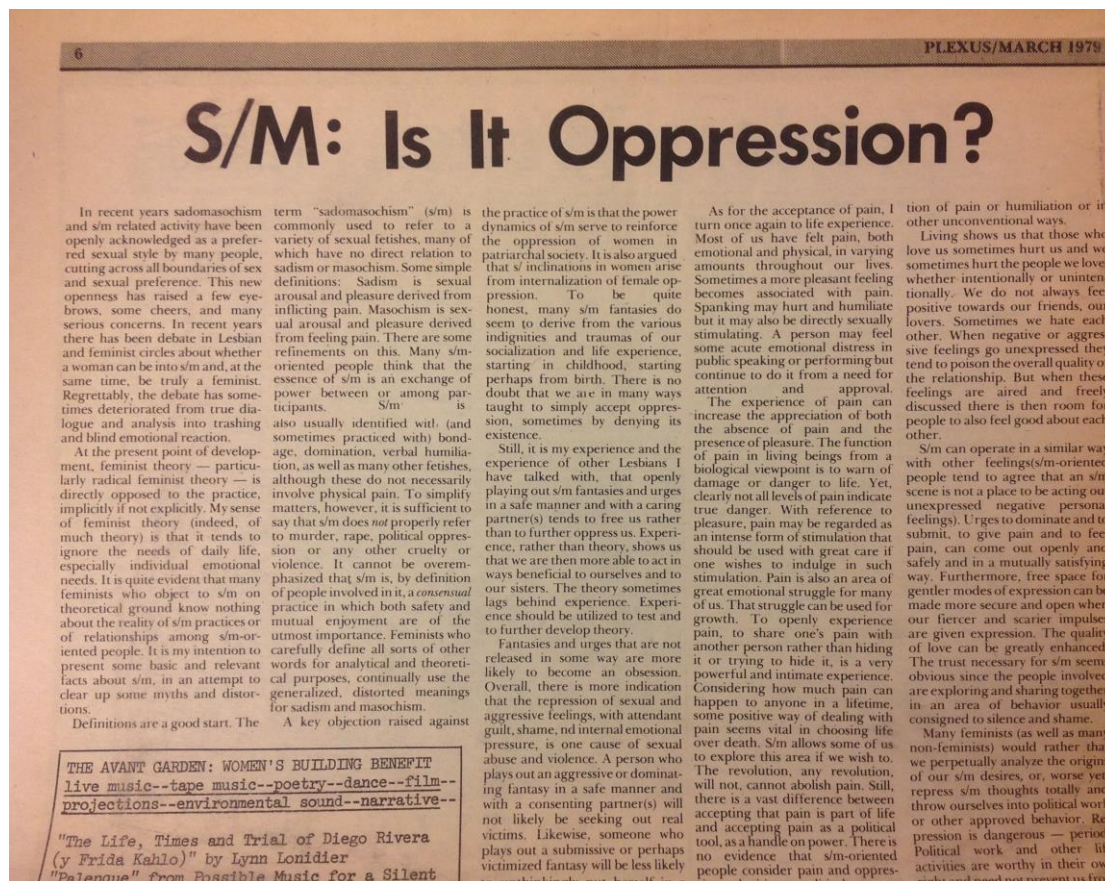 6
PLEXUS/MARCH 1979
S/M: Is It Oppression?
In recent years sadomasochism
and s/m related activity have been
openly acknowledged as a prefer-
red sexual style by many people,
cutting across all boundaries of sex
and sexual preference. This new
openness has raised a few eye-
brows, some cheers, and many
serious concerns. In recent years
there has been debate in Lesbian
and feminist circles about whether
a woman can be into s/m and, at the
same time, be truly a feminist.
Regrettably, the debate has some-
times deteriorated from true dia-
logue and analysis into trashing
and blind emotional reaction.
At the present point of develop-
ment, feminist theory — particu-
larly radical feminist theory — is
directly opposed to the practice,
implicitly if not explicitly. My sense
of feminist theory (indeed, of
much theory) is that it tends to
ignore the needs of daily life,
especially individual emotional
needs. It is quite evident that many
feminists who object to s/m on
theoretical ground know nothing
about the reality of s/m practices or
of relationships among s/m-or-
iented people. It is my intention to
present some basic and relevant
facts about s/m, in an attempt to
clear up some myths and distor-
tions.
Definitions are a good start. The
term "sadomasochism" (s/m) is
commonly used to refer to a
variety of sexual fetishes, many of
which have no direct relation to
sadism or masochism. Some simple
definitions: Sadism is sexual
arousal and pleasure derived from
inflicting pain. Masochism is sex-
ual arousal and pleasure derived
from feeling pain. There are some
refinements on this. Many s/m-
oriented people think that the
essence of s/m is an exchange of
power between or among par-
ticipants. S/m is
also usually identified with (and
sometimes practiced with) bond-
age, domination, verbal humilia-
tion, as well as many other fetishes,
although these do not necessarily
involve physical pain. To simplify
matters, however, it is sufficient to
say that s/m does not properly refer
to murder, rape, political oppres-
sion or any other cruelty or
violence. It cannot be overem-
phasized that s/m is, by definition
of people involved in it, a consensual
practice in which both safety and
mutual enjoyment are of the
utmost importance. Feminists who
carefully define all sorts of other
words for analytical and theoreti-
cal purposes, continually use the
generalized, distorted meanings
for sadism and masochism.
A key objection raised against
the practice of s/m is that the power
dynamics of s/m serve to reinforce
the oppression of women in
patriarchal society. It is also argued
that s/ inclinations in women arise
from internalization of female op-
pression. To be quite
honest, many s/m fantasies do
seem to derive from the various
indignities and traumas of our
socialization and life experience,
starting in childhood, starting
perhaps from birth. There is no
doubt that we are in many ways
taught to simply accept oppres-
sion, sometimes by denying its
existence.
Still, it is my experience and the
experience of other Lesbians I
have talked with, that openly
playing out s/m fantasies and urges
in a safe manner and with a caring
partner(s) tends to free us rather
than to further oppress us. Experi-
ence, rather than theory, shows us
that we are then more able to act in
ways beneficial to ourselves and to
our sisters. The theory sometimes
lags behind experience. Experi-
ence should be utilized to test and
to further develop theory.
Fantasies and urges that are not
released in some way are more
likely to become an obsession.
Overall, there is more indication
that the repression of sexual and
aggressive feelings, with attendant
guilt, shame, nd internal emotional
pressure, is one cause of sexual
abuse and violence. A person who
plays out an aggressive or dominat-
ing fantasy in a safe manner and
with a consenting partner(s) will
not likely be seeking out real
victims. Likewise, someone who
plays out a submissive or perhaps
victimized fantasy will be less likely
As for the acceptance of pain, I
turn once again to life experience.
Most of us have felt pain, both
emotional and physical, in varying
amounts throughout our lives.
Sometimes a more pleasant feeling
becomes associated with pain.
Spanking may hurt and humiliate
but it may also be directly sexually
stimulating. A person may feel
some acute emotional distress in
public speaking or performing but
continue to do it from a need for
attention and approval.
The experience of pain can
increase the appreciation of both
the absence of pain and the
presence of pleasure. The function
of pain in living beings from a
biological viewpoint is to warn of
damage or danger to life. Yet,
clearly not all levels of pain indicate
true danger. With reference to
pleasure, pain may be regarded as
an intense form of stimulation that
should be used with great care if
one wishes to indulge in such
stimulation. Pain is also an area of
great emotional struggle for many
of us. That struggle can be used for
growth. To openly experience
pain, to share one's pain with
another person rather than hiding
it or trying to hide it, is a very
powerful and intimate experience.
Considering how much pain can
happen to anyone in a lifetime,
some positive way of dealing with
pain seems vital in choosing life
over death. S/m allows some of us
to explore this area if we wish to.
The revolution, any revolution,
will not, cannot abolish pain. Still,
there is a vast difference between
accepting that pain is part of life
and accepting pain as a political
tool, as a handle on power. There is
no evidence that s/m-oriented
people consider pain and oppres-
tion of pain or humiliation or in
other unconventional ways.
Living shows us that those who
love us sometimes hurt us and we
sometimes hurt the people we love,
whether intentionally or uninten-
tionally. We do not always feel
positive towards our friends, our
lovers. Sometimes we hate each
other. When negative or aggres-
sive feelings go unexpressed they
tend to poison the overall quality of
the relationship. But when these
feelings are aired and freely
discussed there is then room for
people to also feel good about each
other.
S/m can operate in a similar way
with other feelings(s/m-oriented
people tend to agree that an s/m
scene is not a place to be acting out
unexpressed negative personal
feelings). Urges to dominate and to
submit, to give pain and to feel
pain, can come out openly and
safely and in a mutually satisfying
way. Furthermore, free space for
gentler modes of expression can be
made more secure and open when
our fiercer and scarier impulses
are given expression. The quality
of love can be greatly enhanced.
The trust necessary for s/m seems
obvious since the people involved
are exploring and sharing together
in an area of behavior usually
consigned to silence and shame.
Many feminists (as well as many
non-feminists) would rather that
we perpetually analyze the origins
of our s/m desires, or, worse yet,
repress s/m thoughts totally and
throw ourselves into political work
or other approved behavior. Re-
pression is dangerous — period.
Political work and other life
activities are worthy in their own
THE AVANT GARDEN: WOMEN'S BUILDING BENEFIT
live music--tape music--poetry--dance--film--
projections--environmental sound--narrative--
"The Life, Times and Trial of Diego Rivera
(y Frida Kahlo)" by Lynn Lonidier
"Palenque" from Possible Music for a Silent